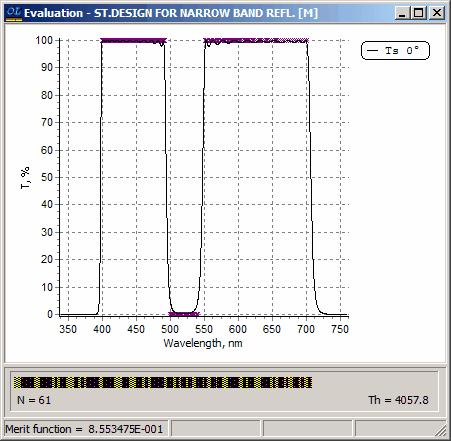 OL Evaluation - ST.DESIGN FOR NARROW BAND REFL. [M]
Ts 0°
T, %
100
90
80
70
60
50
40
30
20
10
0
350 400 450 500 550 600 650 700 750
Wavelength, nm
N = 61 Th = 4057.8
Merit function = 8.553475E-001